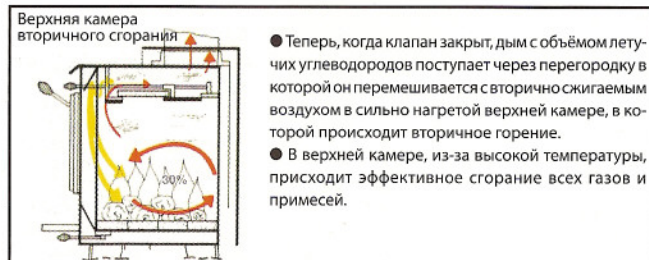 Верхняя камера
вторичного сгорания
30%
● Теперь, когда клапан закрыт, дым с объёмом лету-
чих углеводородов поступает через перегородку в
которой он перемешивается с вторично сжигаемым
воздухом в сильно нагретой верхней камере, в ко-
торой происходит вторичное горение.
● В верхней камере, из-за высокой температуры,
присходит эффективное сгорание всех газов и
примесей.